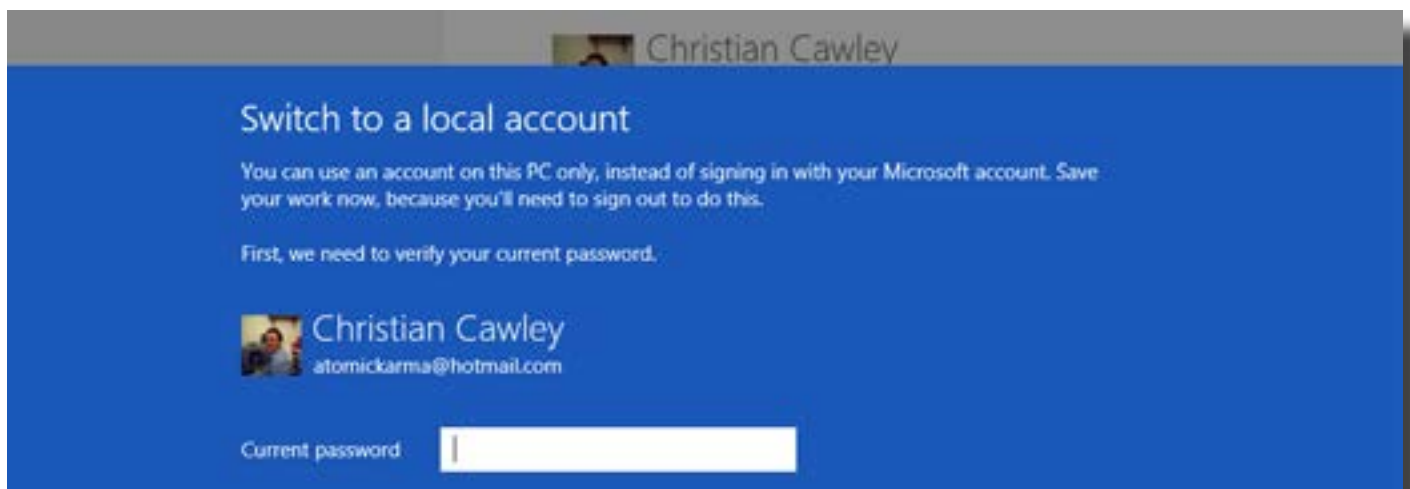 Christian Cawley
Switch to a local account
You can use an account on this PC only, instead of signing in with your Microsoft account. Save
your work now, because you'll need to sign out to do this.
First, we need to verify your current password.
Christian Cawley
atomickarma@hotmail.com
Current password